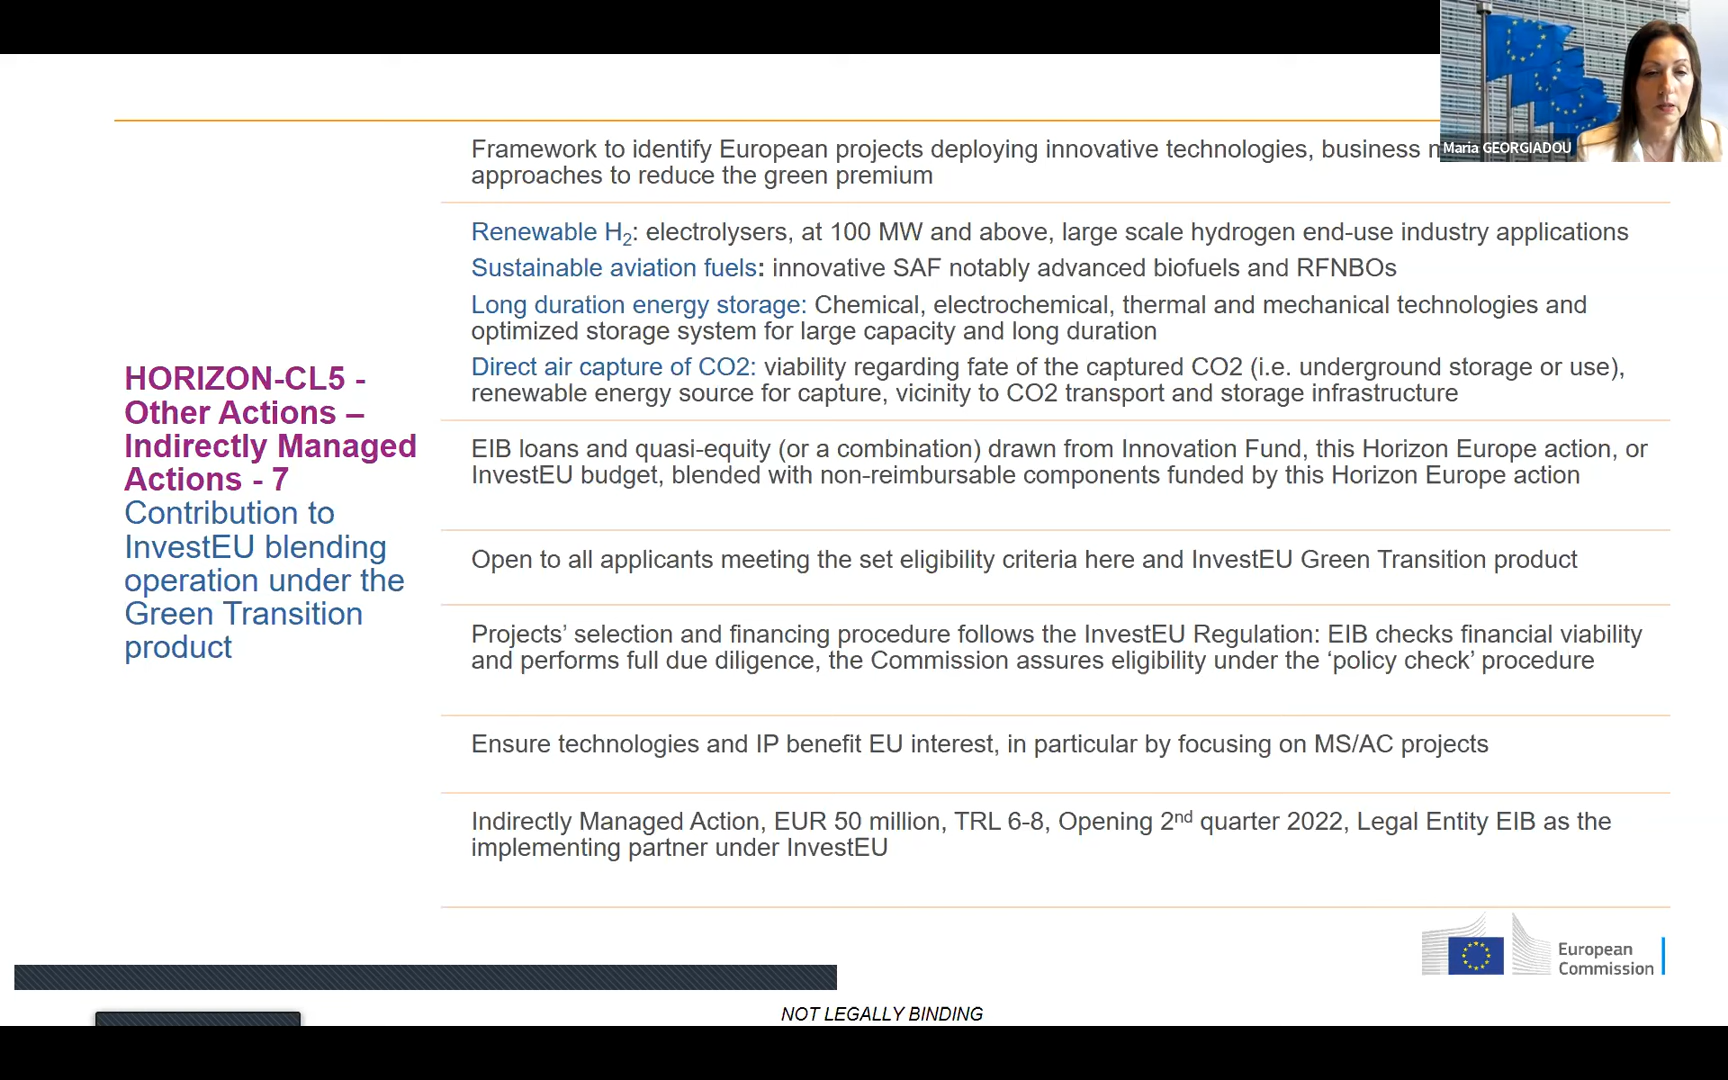 Maria GEORGIADOU
Framework to identify European projects deploying innovative technologies, business
approaches to reduce the green premium
Renewable H₂: electrolysers, at 100 MW and above, large scale hydrogen end-use industry applications
Sustainable aviation fuels: innovative SAF notably advanced biofuels and RFNBOs
Long duration energy storage: Chemical, electrochemical, thermal and mechanical technologies and
optimized storage system for large capacity and long duration
Direct air capture of CO2: viability regarding fate of the captured CO2 (i.e. underground storage or use),
renewable energy source for capture, vicinity to CO2 transport and storage infrastructure
HORIZON-CL5 -
Other Actions –
Indirectly Managed
Actions - 7
Contribution to
InvestEU blending
operation under the
Green Transition
product
EIB loans and quasi-equity (or a combination) drawn from Innovation Fund, this Horizon Europe action, or
InvestEU budget, blended with non-reimbursable components funded by this Horizon Europe action
Open to all applicants meeting the set eligibility criteria here and InvestEU Green Transition product
Projects’ selection and financing procedure follows the InvestEU Regulation: EIB checks financial viability
and performs full due diligence, the Commission assures eligibility under the ‘policy check’ procedure
Ensure technologies and IP benefit EU interest, in particular by focusing on MS/AC projects
Indirectly Managed Action, EUR 50 million, TRL 6-8, Opening 2nd quarter 2022, Legal Entity EIB as the
implementing partner under InvestEU
European
Commission
NOT LEGALLY BINDING